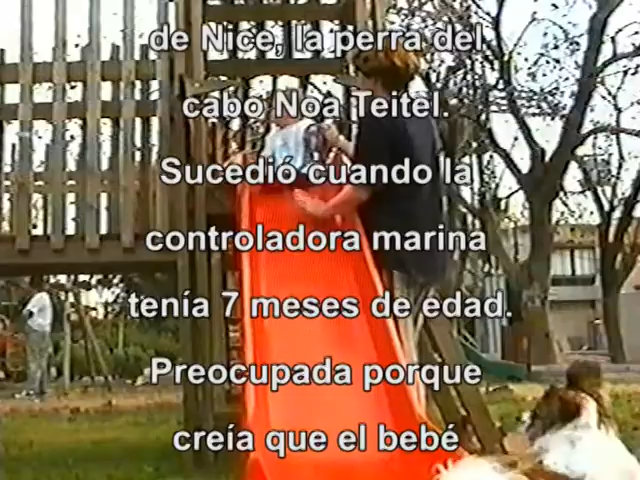 de Nice, la perra del
cabo Noa Teitel.
Sucedió cuando la
controladora marina
tenía 7 meses de edad.
Preocupada porque
creía que el bebé